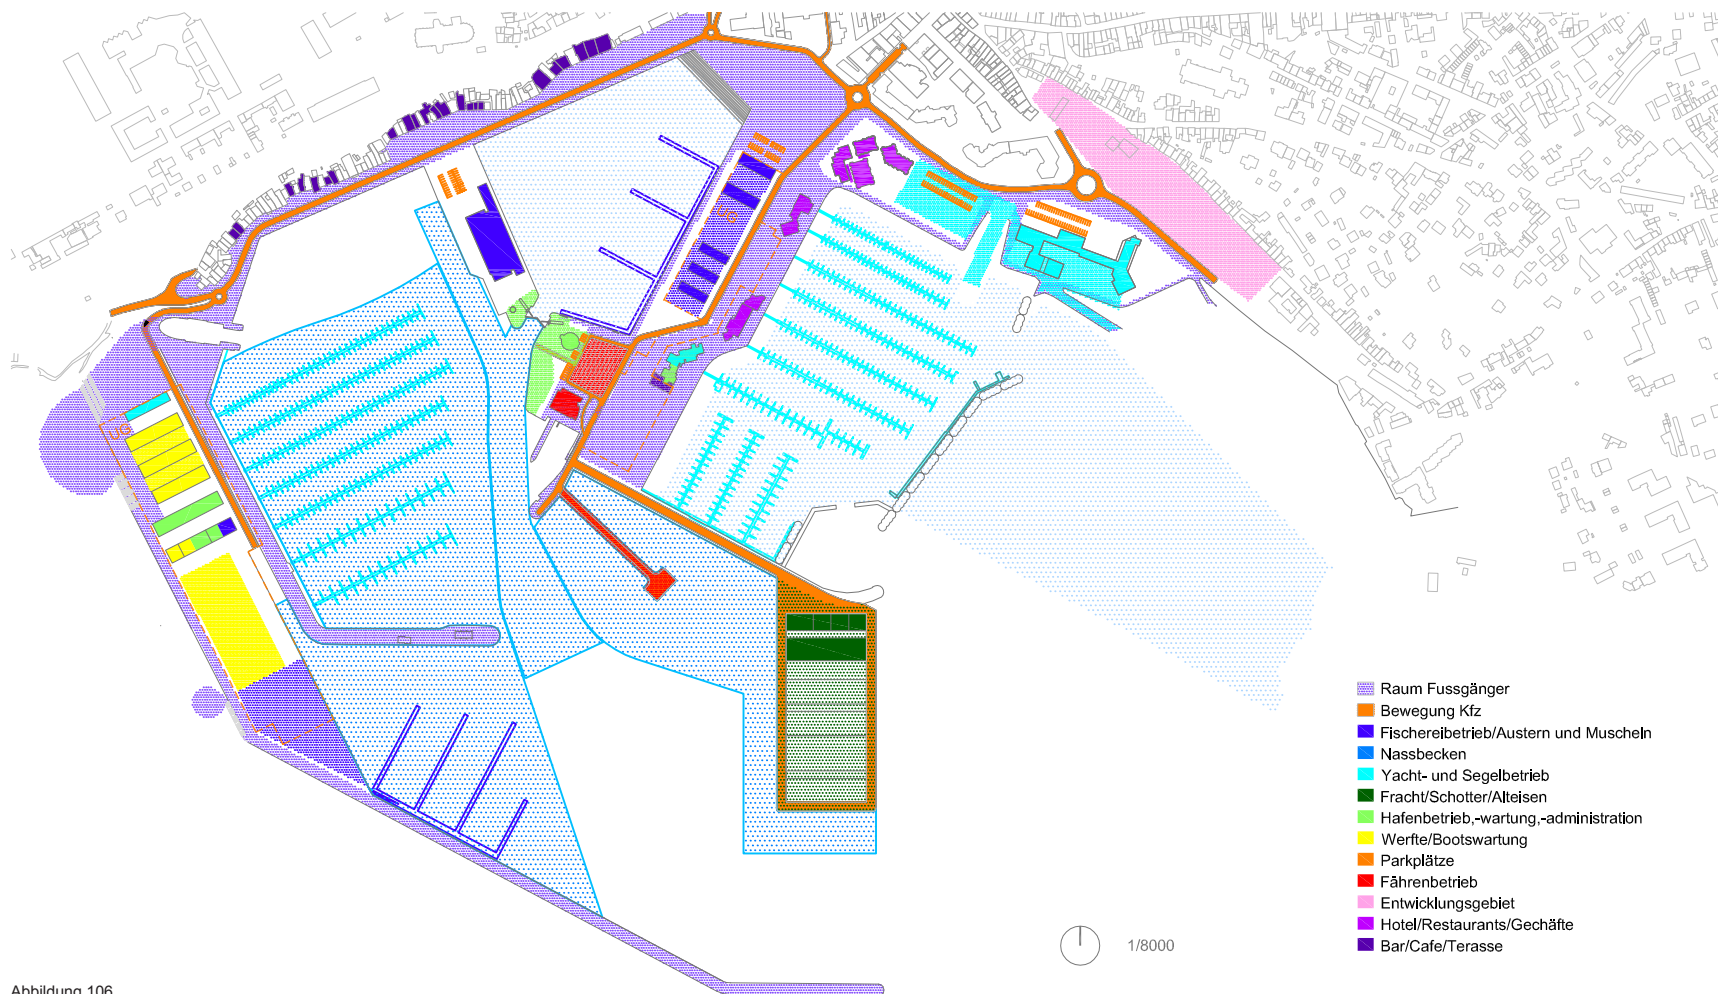 Raum Fussgänger
Bewegung Kfz
Fischereibetrieb/Austern und Muscheln
Nassbecken
Yacht- und Segelbetrieb
Fracht/Schotter/Alteisen
Hafenbetrieb,-wartung,-administration
Werfte/Bootswartung
Parkplätze
Fährenbetrieb
Entwicklungsgebiet
Hotel/Restaurants/Gechäfte
Bar/Cafe/Terasse
1/8000
Abbildung 106